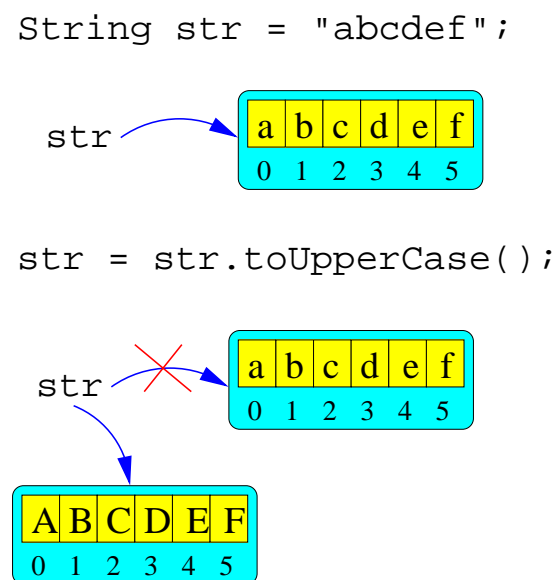 String str = "abcdef";
str
a b c d e f
0 1 2 3 4 5
str = str.toUpperCase();
str
a b c d e f
0 1 2 3 4 5
A B C D E F
0 1 2 3 4 5